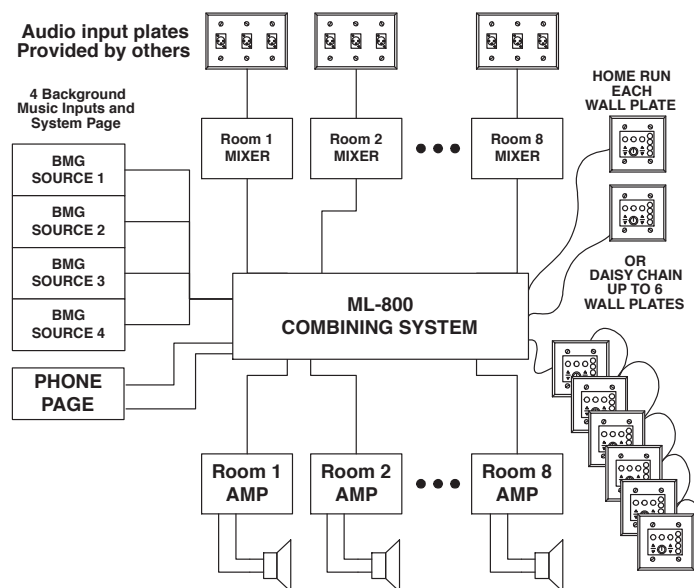 Audio input plates
Provided by others
4 Background
Music Inputs and
System Page
BMG
SOURCE 1
BMG
SOURCE 2
BMG
SOURCE 3
BMG
SOURCE 4
PHONE
PAGE
Room 1
MIXER
Room 2
MIXER
Room 8
MIXER
HOME RUN
EACH
WALL PLATE
OR
DAISY CHAIN
UP TO 6
WALL PLATES
ML-800
COMBINING SYSTEM
Room 1
AMP
Room 2
AMP
Room 8
AMP